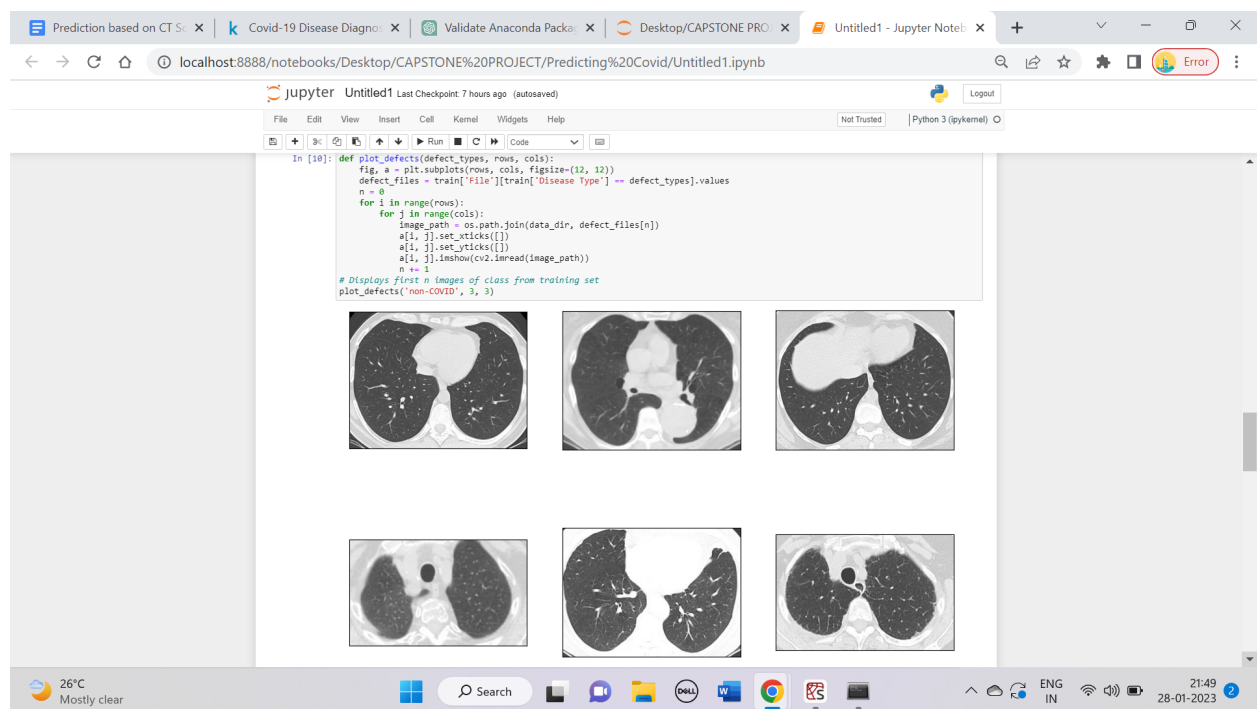 Prediction based on CT Sc
Covid-19 Disease Diagnos
Validate Anaconda Packag
Desktop/CAPSTONE PRO
Untitled1 - Jupyter Noteb
localhost:8888/notebooks/Desktop/CAPSTONE%20PROJECT/Predicting%20Covid/Untitled1.ipynb
Error
jupyter Untitled1 Last Checkpoint: 7 hours ago (autosaved)
Logout
File Edit View Insert Cell Kernel Widgets Help
Not Trusted Python 3 (ipykernel)
Run Code
In [10]: def plot_defects(defect_types, rows, cols):
fig, a = plt.subplots(rows, cols, figsize=(12, 12))
defect_files = train['File'][train['Disease Type'] == defect_types].values
n = 0
for i in range(rows):
for j in range(cols):
image_path = os.path.join(data_dir, defect_files[n])
a[i, j].set_xticks([])
a[i, j].set_yticks([])
a[i, j].imshow(cv2.imread(image_path))
n += 1
# Displays first n images of class from training set
plot_defects('non-COVID', 3, 3)
26°C
Mostly clear
Search
DELL
W
ENG
IN
21:49
28-01-2023
2